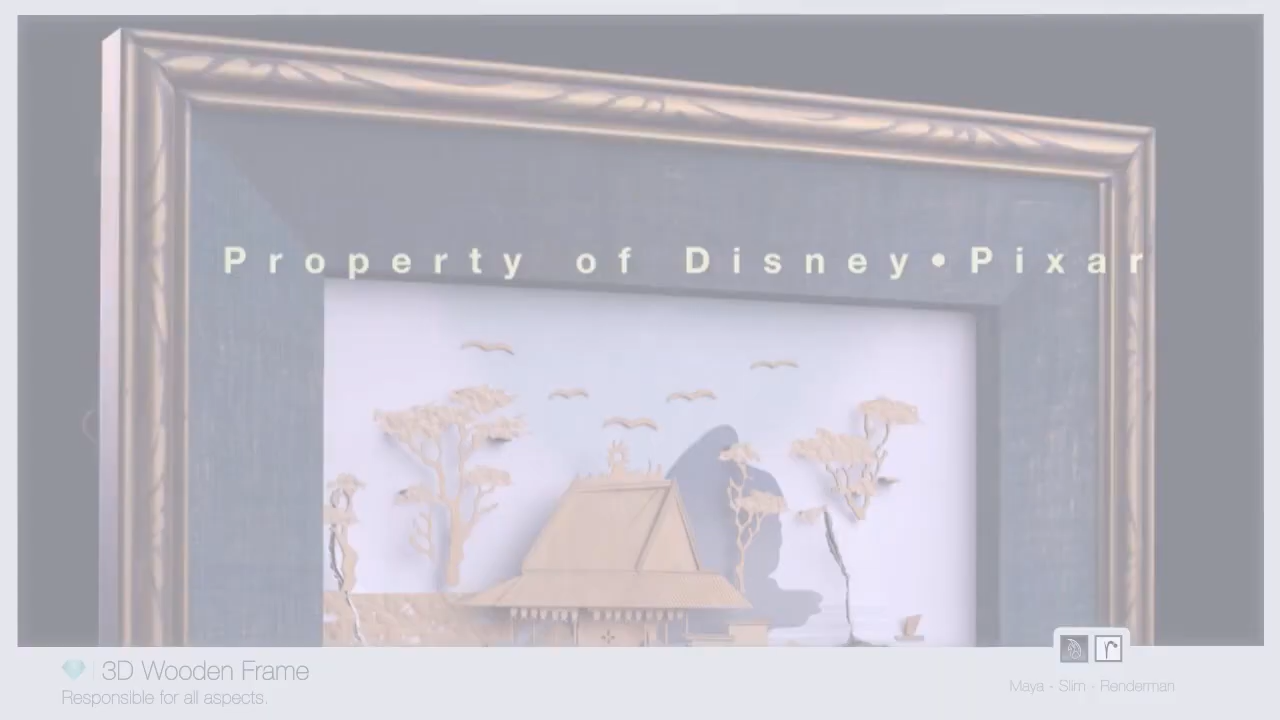 Property of Disney•Pixar
3D Wooden Frame
Responsible for all aspects.
Maya - Slim - Renderman